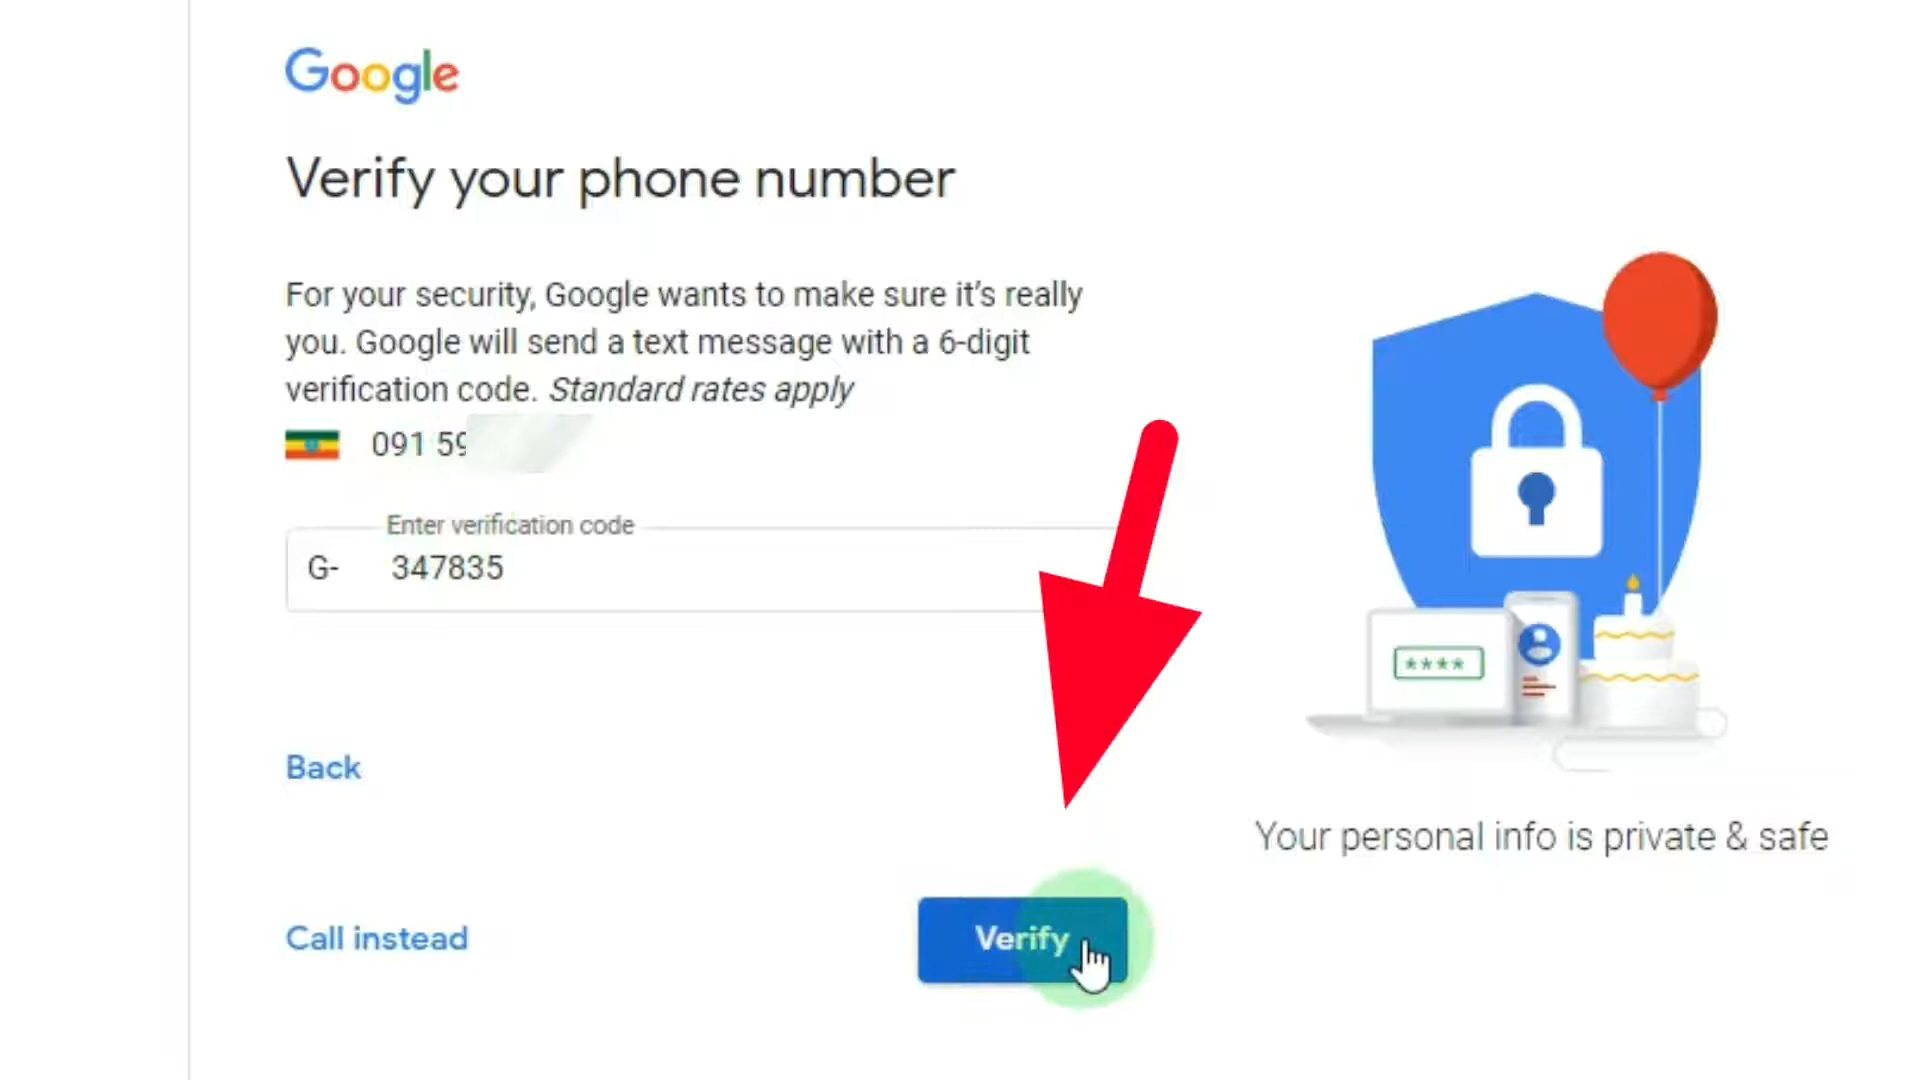 Google
Verify your phone number
For your security, Google wants to make sure it’s really
you. Google will send a text message with a 6-digit
verification code. Standard rates apply
091 59
Enter verification code
G- 347835
****
Back
Your personal info is private & safe
Call instead
Verify